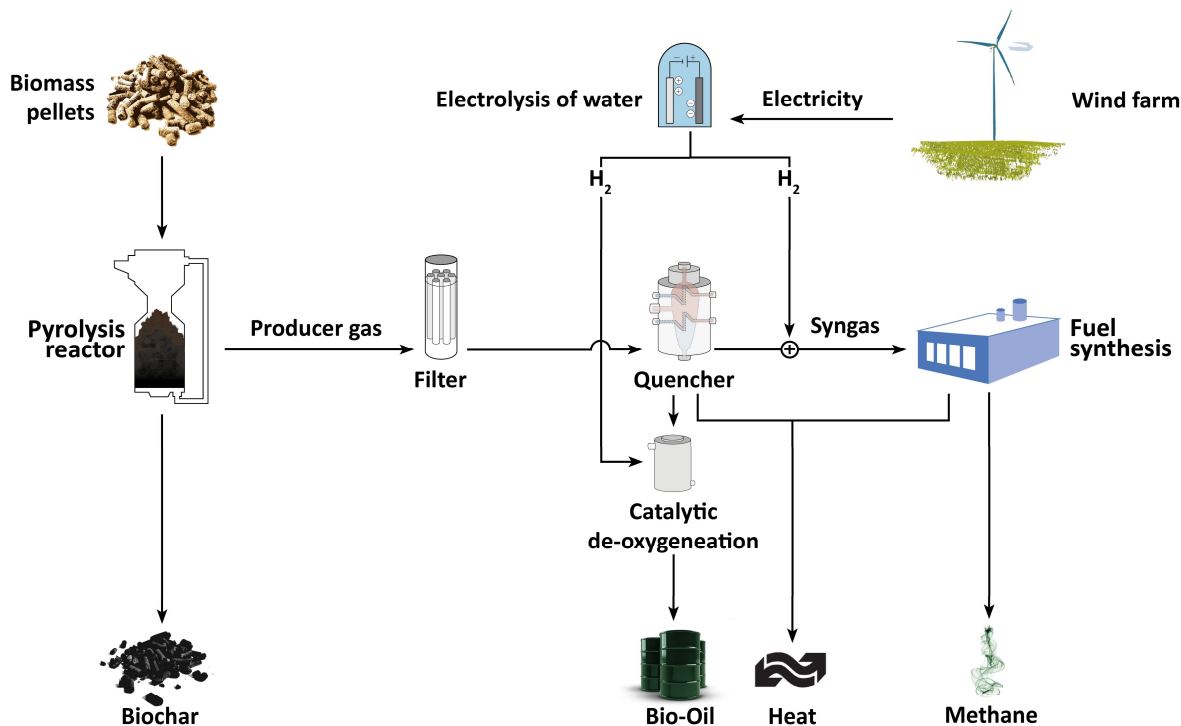 Biomass
pellets
Electrolysis of water
− +
+
+
−
−
Electricity
Wind farm
H₂
H₂
Pyrolysis
reactor
Producer gas
Filter
Quencher
+
Syngas
Fuel
synthesis
Catalytic
de-oxygeneation
Biochar
Bio-Oil
Heat
Methane